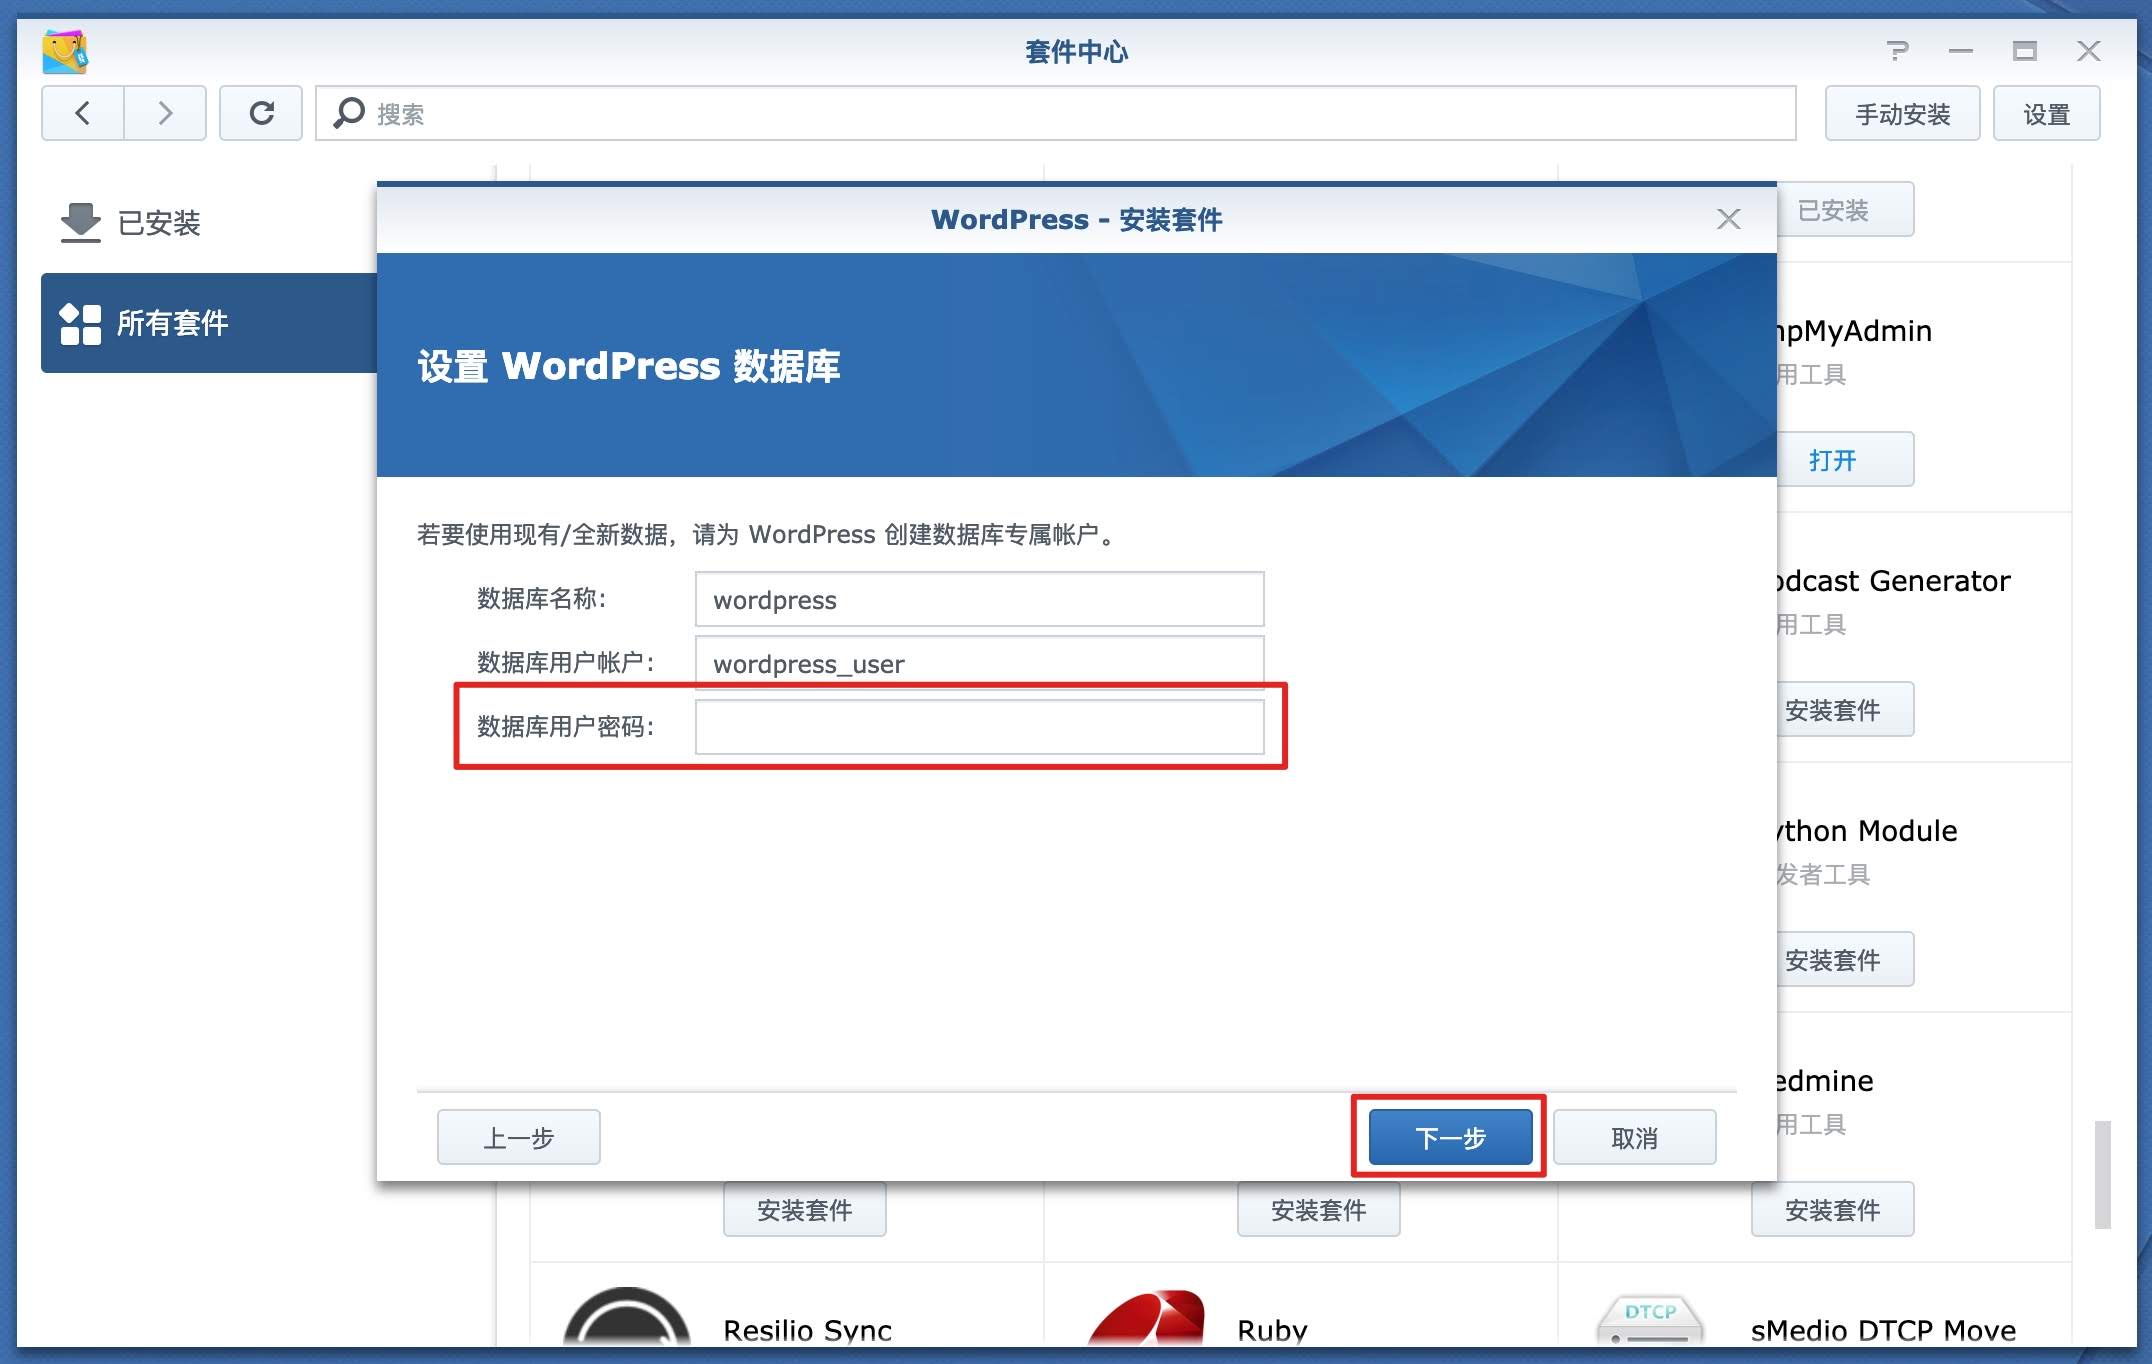 套件中心
搜索
手动安装
设置
已安装
所有套件
WordPress - 安装套件
设置 WordPress 数据库
若要使用现有/全新数据，请为 WordPress 创建数据库专属帐户。
数据库名称:
wordpress
数据库用户帐户:
wordpress_user
数据库用户密码:
上一步
下一步
取消
已安装
hpMyAdmin
用工具
打开
odcast Generator
用工具
安装套件
ython Module
发者工具
安装套件
edmine
用工具
安装套件
安装套件
安装套件
Resilio Sync
Ruby
DTCP
sMedio DTCP Move